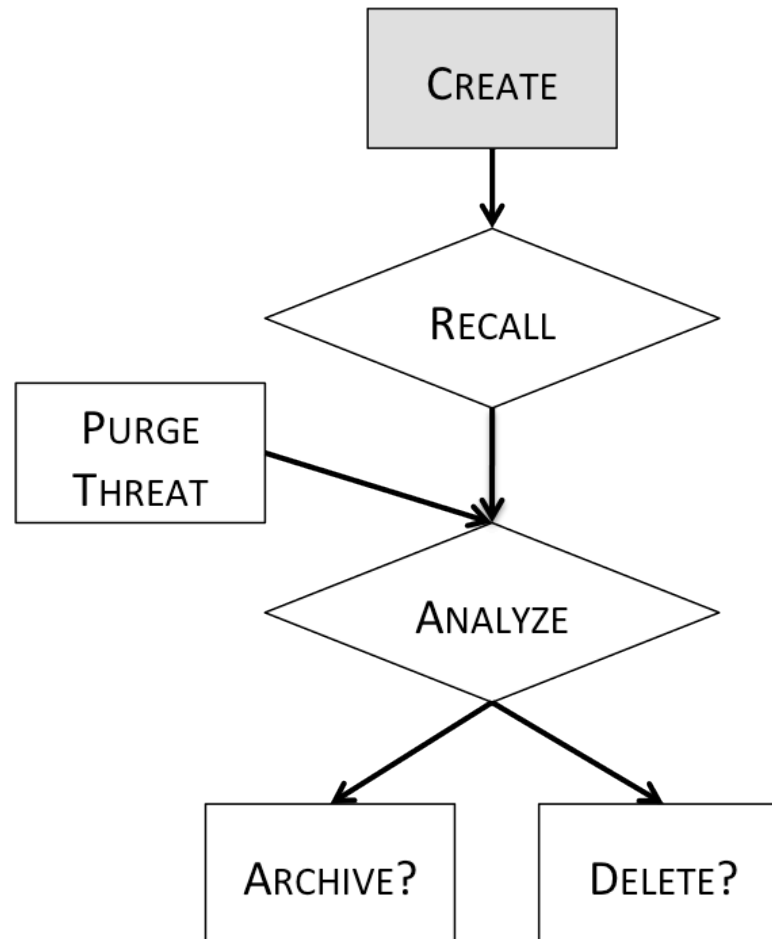 CREATE
RECALL
PURGE
THREAT
ANALYZE
ARCHIVE?
DELETE?